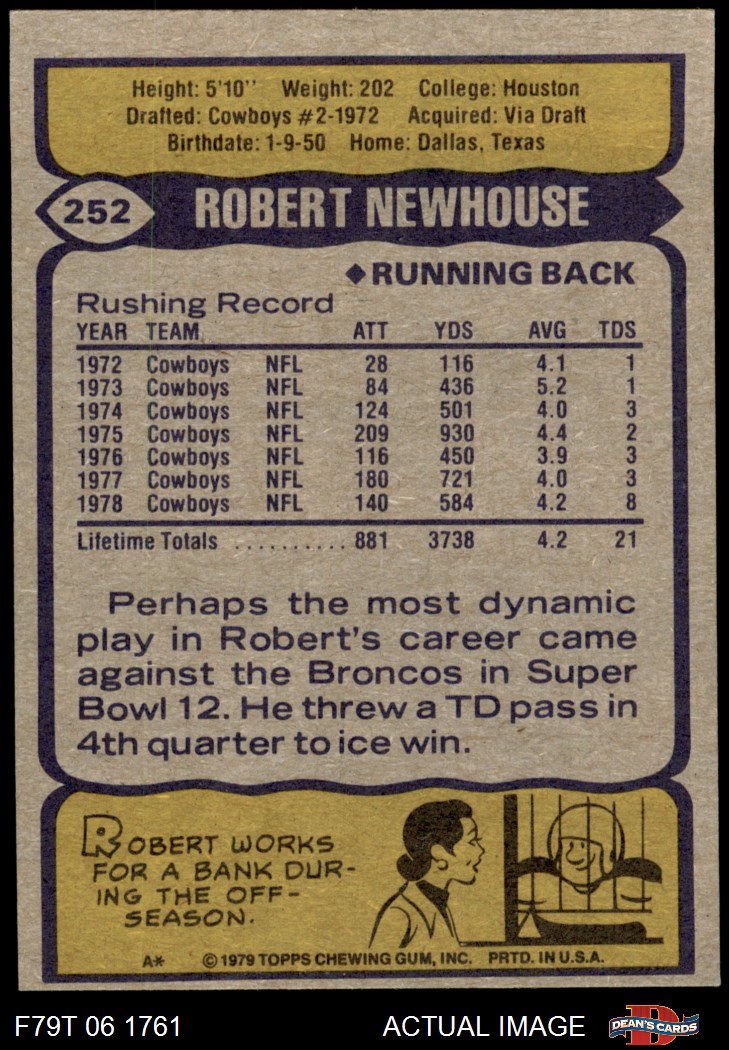 Height: 5'10" Weight: 202 College: Houston
Drafted: Cowboys #2-1972 Acquired: Via Draft
Birthdate: 1-9-50 Home: Dallas, Texas
252 ROBERT NEWHOUSE
◆RUNNING BACK
Rushing Record
YEAR TEAM ATT YDS AVG TDS
1972 Cowboys NFL 28 116 4.1 1
1973 Cowboys NFL 84 436 5.2 1
1974 Cowboys NFL 124 501 4.0 3
1975 Cowboys NFL 209 930 4.4 2
1976 Cowboys NFL 116 450 3.9 3
1977 Cowboys NFL 180 721 4.0 3
1978 Cowboys NFL 140 584 4.2 8
Lifetime Totals .......... 881 3738 4.2 21
Perhaps the most dynamic
play in Robert's career came
against the Broncos in Super
Bowl 12. He threw a TD pass in
4th quarter to ice win.
ROBERT WORKS
FOR A BANK DUR-
ING THE OFF-
SEASON.
A* ©1979 TOPPS CHEWING GUM, INC. PRTD. IN U.S.A.
F79T 06 1761 ACTUAL IMAGE D DEAN'S CARDS